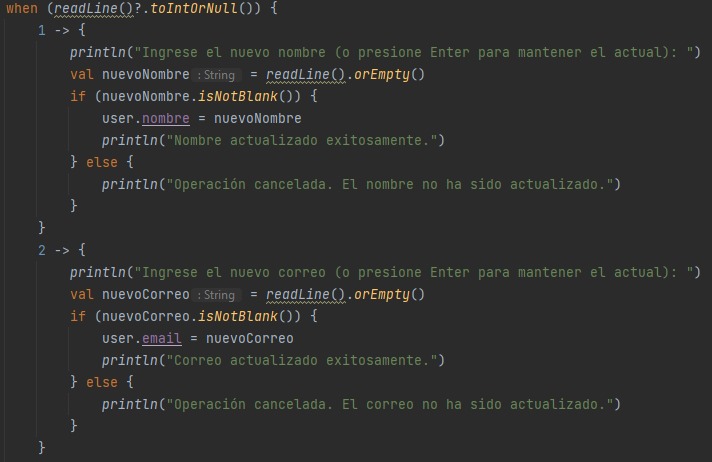 when (readLine()?.toIntOrNull()) {
    1 -> {
        println("Ingrese el nuevo nombre (o presione Enter para mantener el actual): ")
        val nuevoNombre : String = readLine().orEmpty()
        if (nuevoNombre.isNotBlank()) {
            user.nombre = nuevoNombre
            println("Nombre actualizado exitosamente.")
        } else {
            println("Operación cancelada. El nombre no ha sido actualizado.")
        }
    }
    2 -> {
        println("Ingrese el nuevo correo (o presione Enter para mantener el actual): ")
        val nuevoCorreo : String = readLine().orEmpty()
        if (nuevoCorreo.isNotBlank()) {
            user.email = nuevoCorreo
            println("Correo actualizado exitosamente.")
        } else {
            println("Operación cancelada. El correo no ha sido actualizado.")
        }
    }